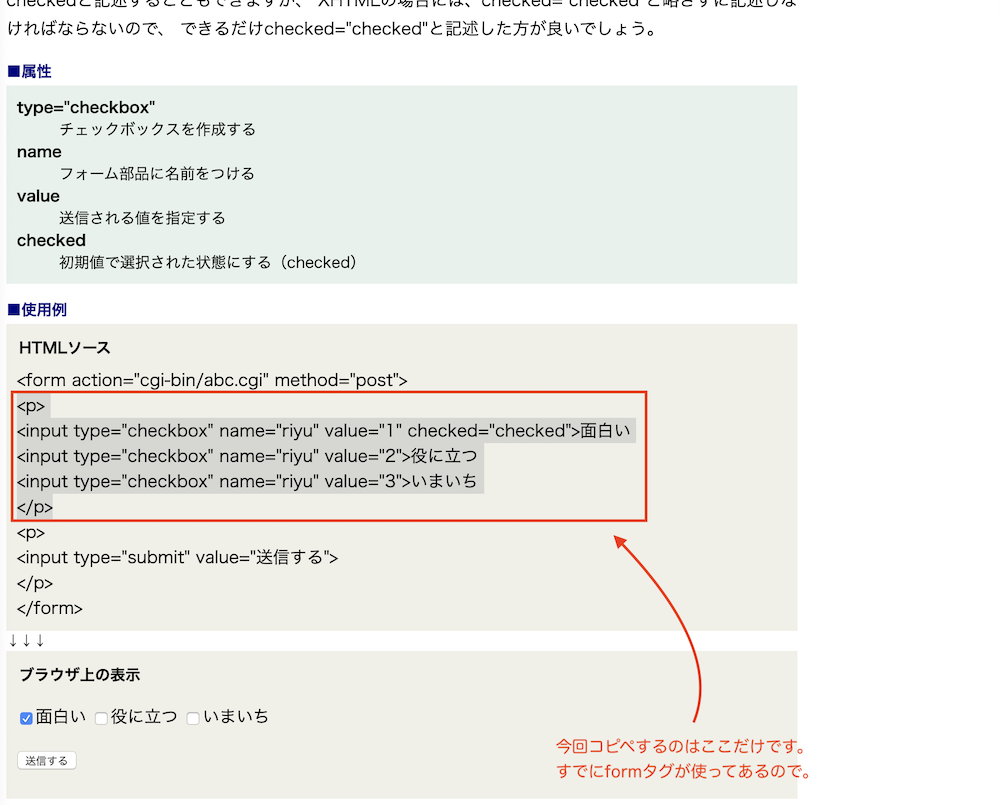 checkedと記述することもできますが、 XHTMLの場合には、checked="checked"と略さずに記述しな
ければならないので、 できるだけchecked="checked"と記述した方が良いでしょう。
■属性
type="checkbox"
チェックボックスを作成する
name
フォーム部品に名前をつける
value
送信される値を指定する
checked
初期値で選択された状態にする（checked）
■使用例
HTMLソース
<form action="cgi-bin/abc.cgi" method="post">
<p>
<input type="checkbox" name="riyu" value="1" checked="checked">面白い
<input type="checkbox" name="riyu" value="2">役に立つ
<input type="checkbox" name="riyu" value="3">いまいち
</p>
<p>
<input type="submit" value="送信する">
</p>
</form>
↓↓↓
ブラウザ上の表示
面白い 役に立つ いまいち
送信する
今回コピペするのはここだけです。
すでにformタグが使ってあるので。